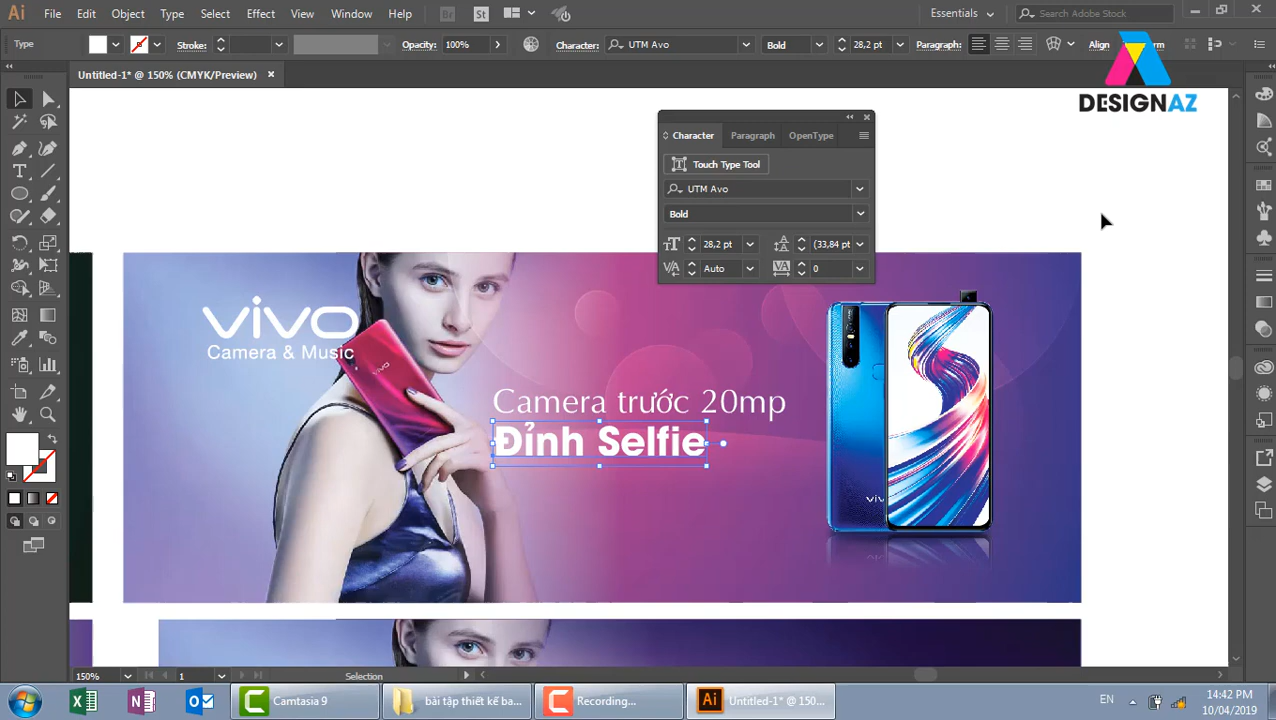 Ai File Edit Object Type Select Effect View Window Help Br St Essentials Search Adobe Stock
Type Stroke: Opacity: 100% Character: UTM Avo Bold 28,2 pt Paragraph: Align
Untitled-1* @ 150% (CMYK/Preview)
DESIGNAZ
Character Paragraph OpenType
Touch Type Tool
UTM Avo
Bold
28,2 pt (33,84 pt
Auto 0
vivo
Camera & Music
vivo
Camera trước 20mp
Đỉnh Selfie
150% 1 Selection
Camtasia 9 bài tập thiết kế ba... Recording... Ai Untitled-1* @ 150... EN 14:42 PM
10/04/2019